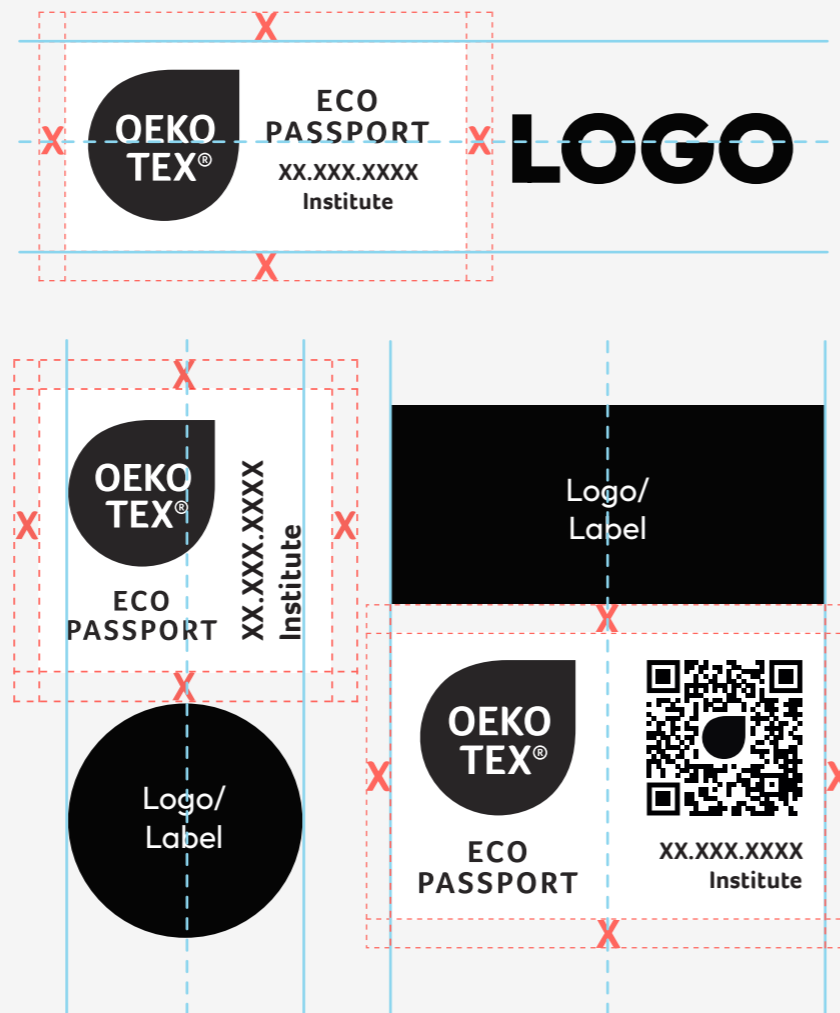 X
OEKO
TEX®
ECO
PASSPORT
XX.XXX.XXXX
Institute
X
X
LOGO
X
X
OEKO
TEX®
ECO
PASSPORT
XX.XXX.XXXX
Institute
X
X
X
Logo/
Label
Logo/
Label
X
OEKO
TEX®
ECO
PASSPORT
XX.XXX.XXXX
Institute
X
X
X